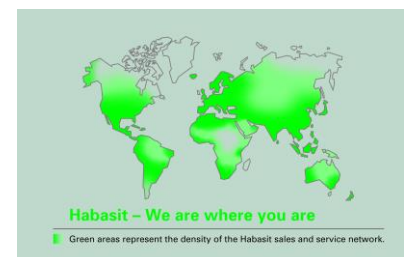 Habasit – We are where you are
Green areas represent the density of the Habasit sales and service network.